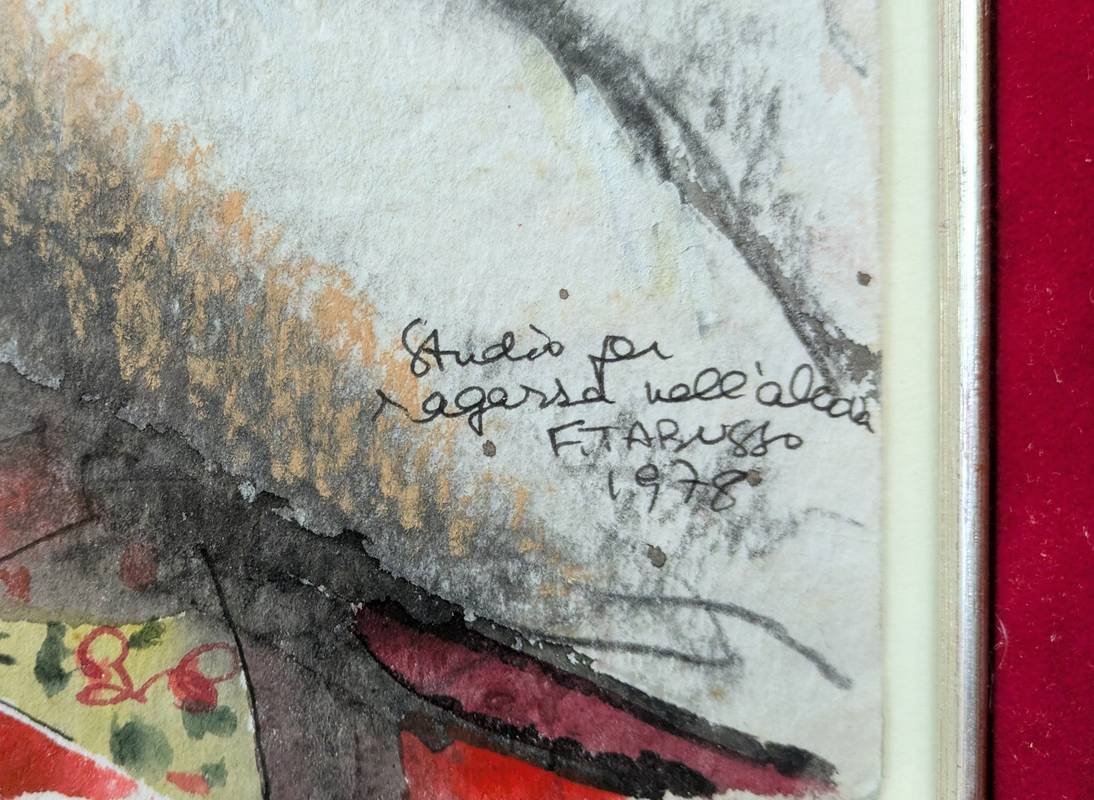 Studio per
ragazza nell'alcova
F. TABUSSO
1978